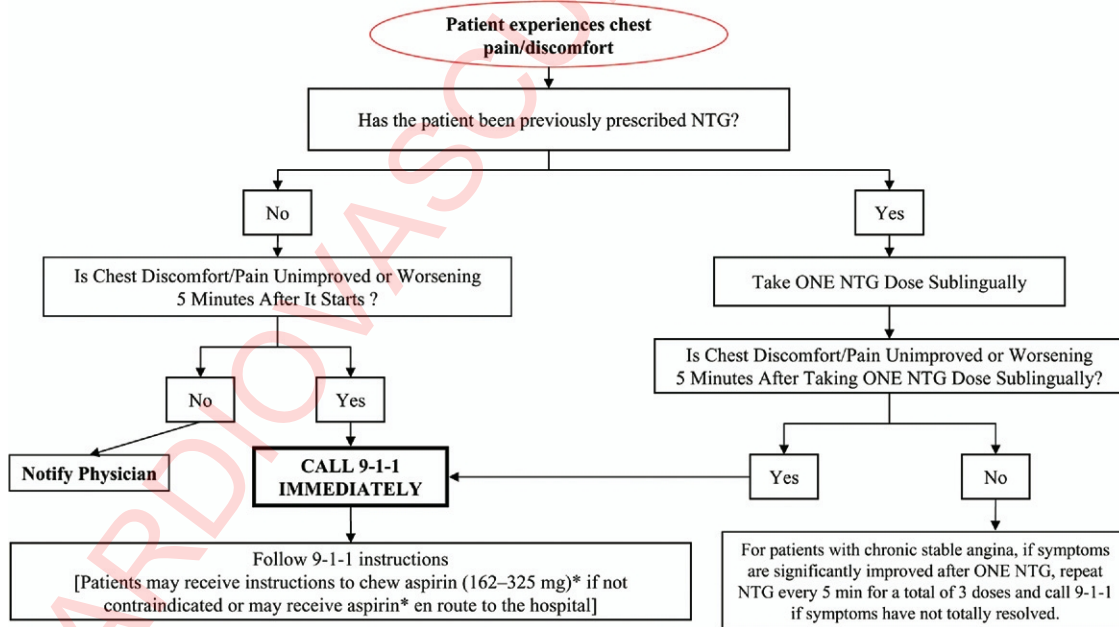 Patient experiences chest
pain/discomfort
Has the patient been previously prescribed NTG?
No
Yes
Is Chest Discomfort/Pain Unimproved or Worsening
5 Minutes After It Starts ?
Take ONE NTG Dose Sublingually
Is Chest Discomfort/Pain Unimproved or Worsening
5 Minutes After Taking ONE NTG Dose Sublingually?
No
Yes
Notify Physician
CALL 9-1-1
IMMEDIATELY
Yes
No
Follow 9-1-1 instructions
[Patients may receive instructions to chew aspirin (162–325 mg)* if not
contraindicated or may receive aspirin* en route to the hospital]
For patients with chronic stable angina, if symptoms
are significantly improved after ONE NTG, repeat
NTG every 5 min for a total of 3 doses and call 9-1-1
if symptoms have not totally resolved.
ARDIOVASCU